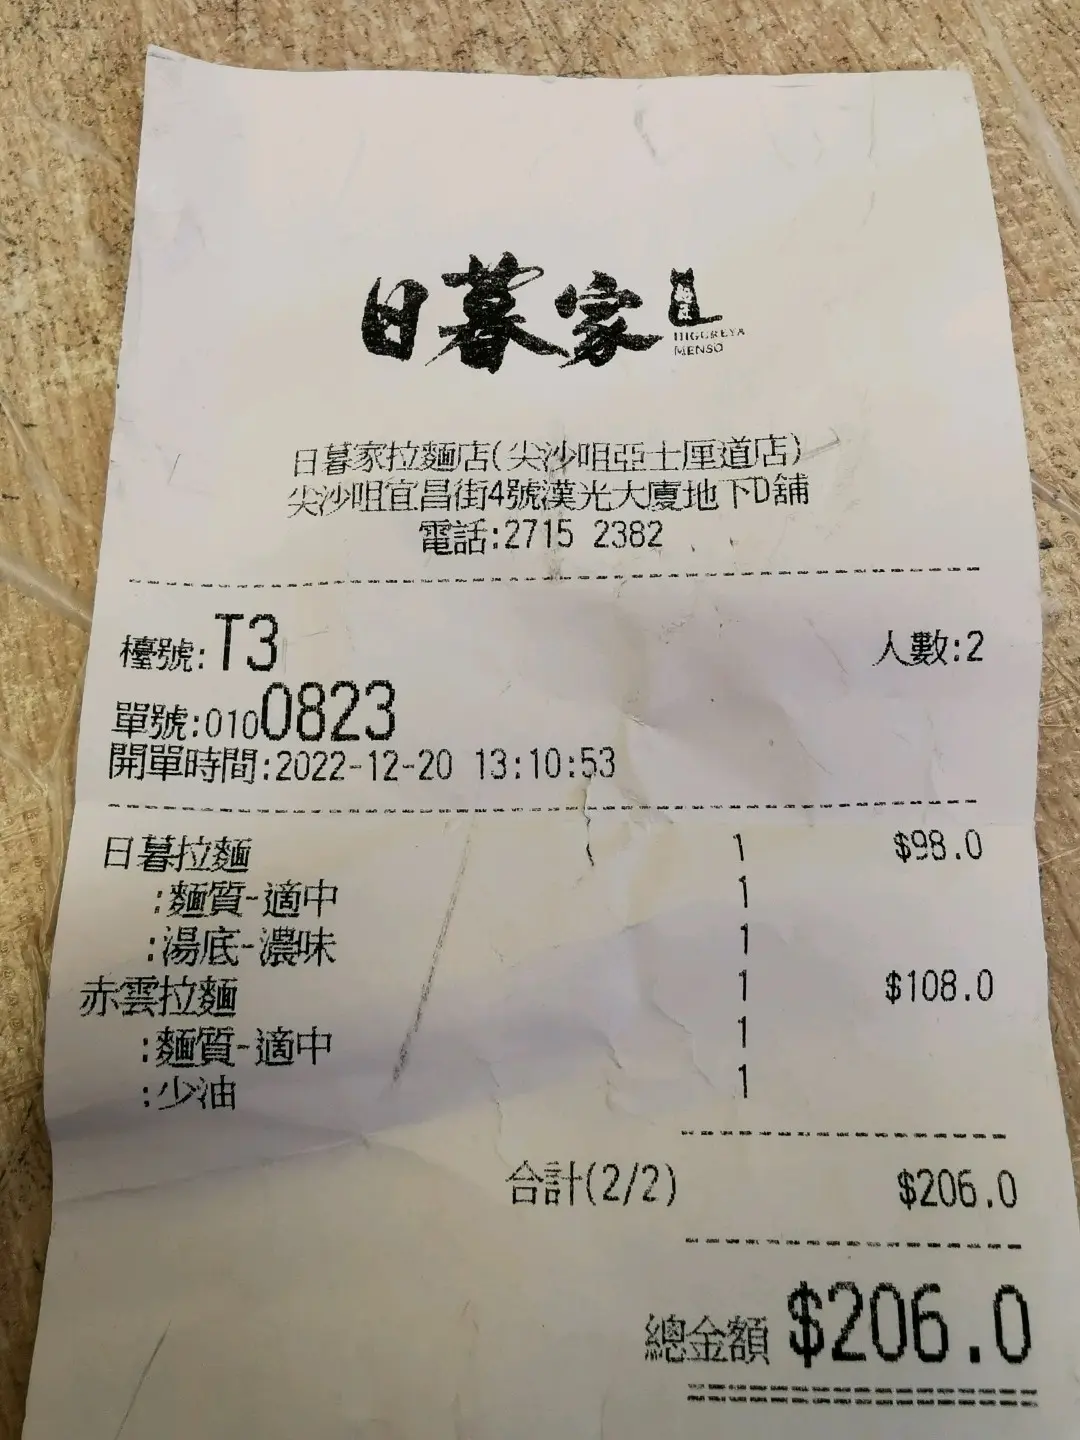 日暮家
HIGUREYA
MENSO
日暮家拉麵店(尖沙咀亞士厘道店)
尖沙咀宜昌街4號漢光大廈地下D舖
電話:2715 2382
檯號:T3 人數:2
單號:0100823
開單時間:2022-12-20 13:10:53
日暮拉麵 1 $98.0
:麵質-適中 1
:湯底-濃味 1
赤雲拉麵 1 $108.0
:麵質-適中 1
:少油 1
合計(2/2) $206.0
總金額 $206.0